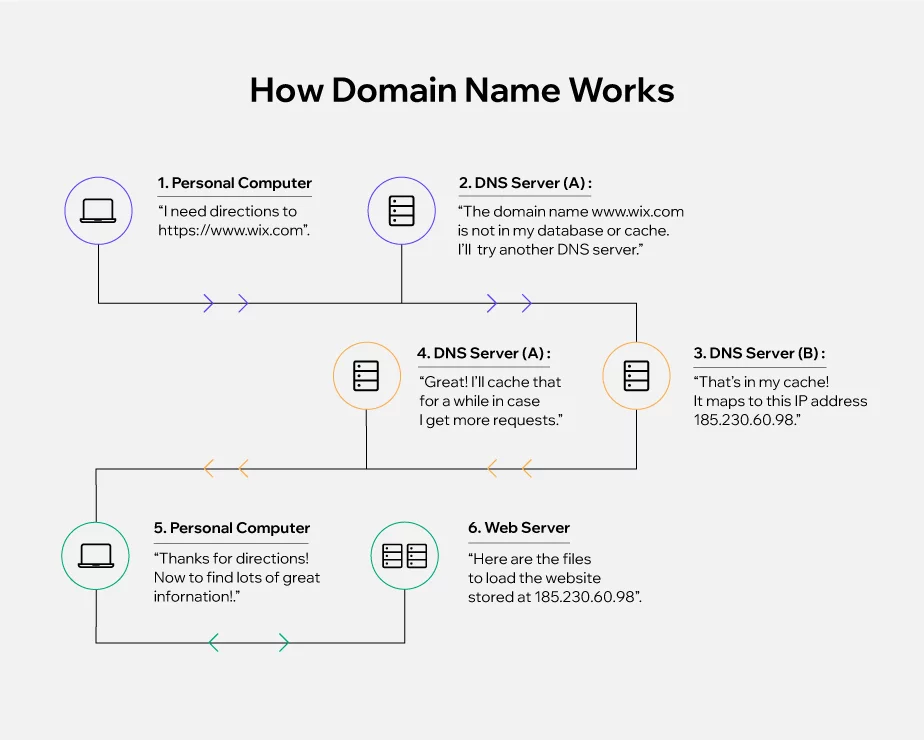 How Domain Name Works
1. Personal Computer
“I need directions to
https://www.wix.com”.
2. DNS Server (A) :
“The domain name www.wix.com
is not in my database or cache.
I’ll try another DNS server.”
3. DNS Server (B) :
“That’s in my cache!
It maps to this IP address
185.230.60.98.”
4. DNS Server (A) :
“Great! I’ll cache that
for a while in case
I get more requests.”
5. Personal Computer
“Thanks for directions!
Now to find lots of great
infornation!.”
6. Web Server
“Here are the files
to load the website
stored at 185.230.60.98”.